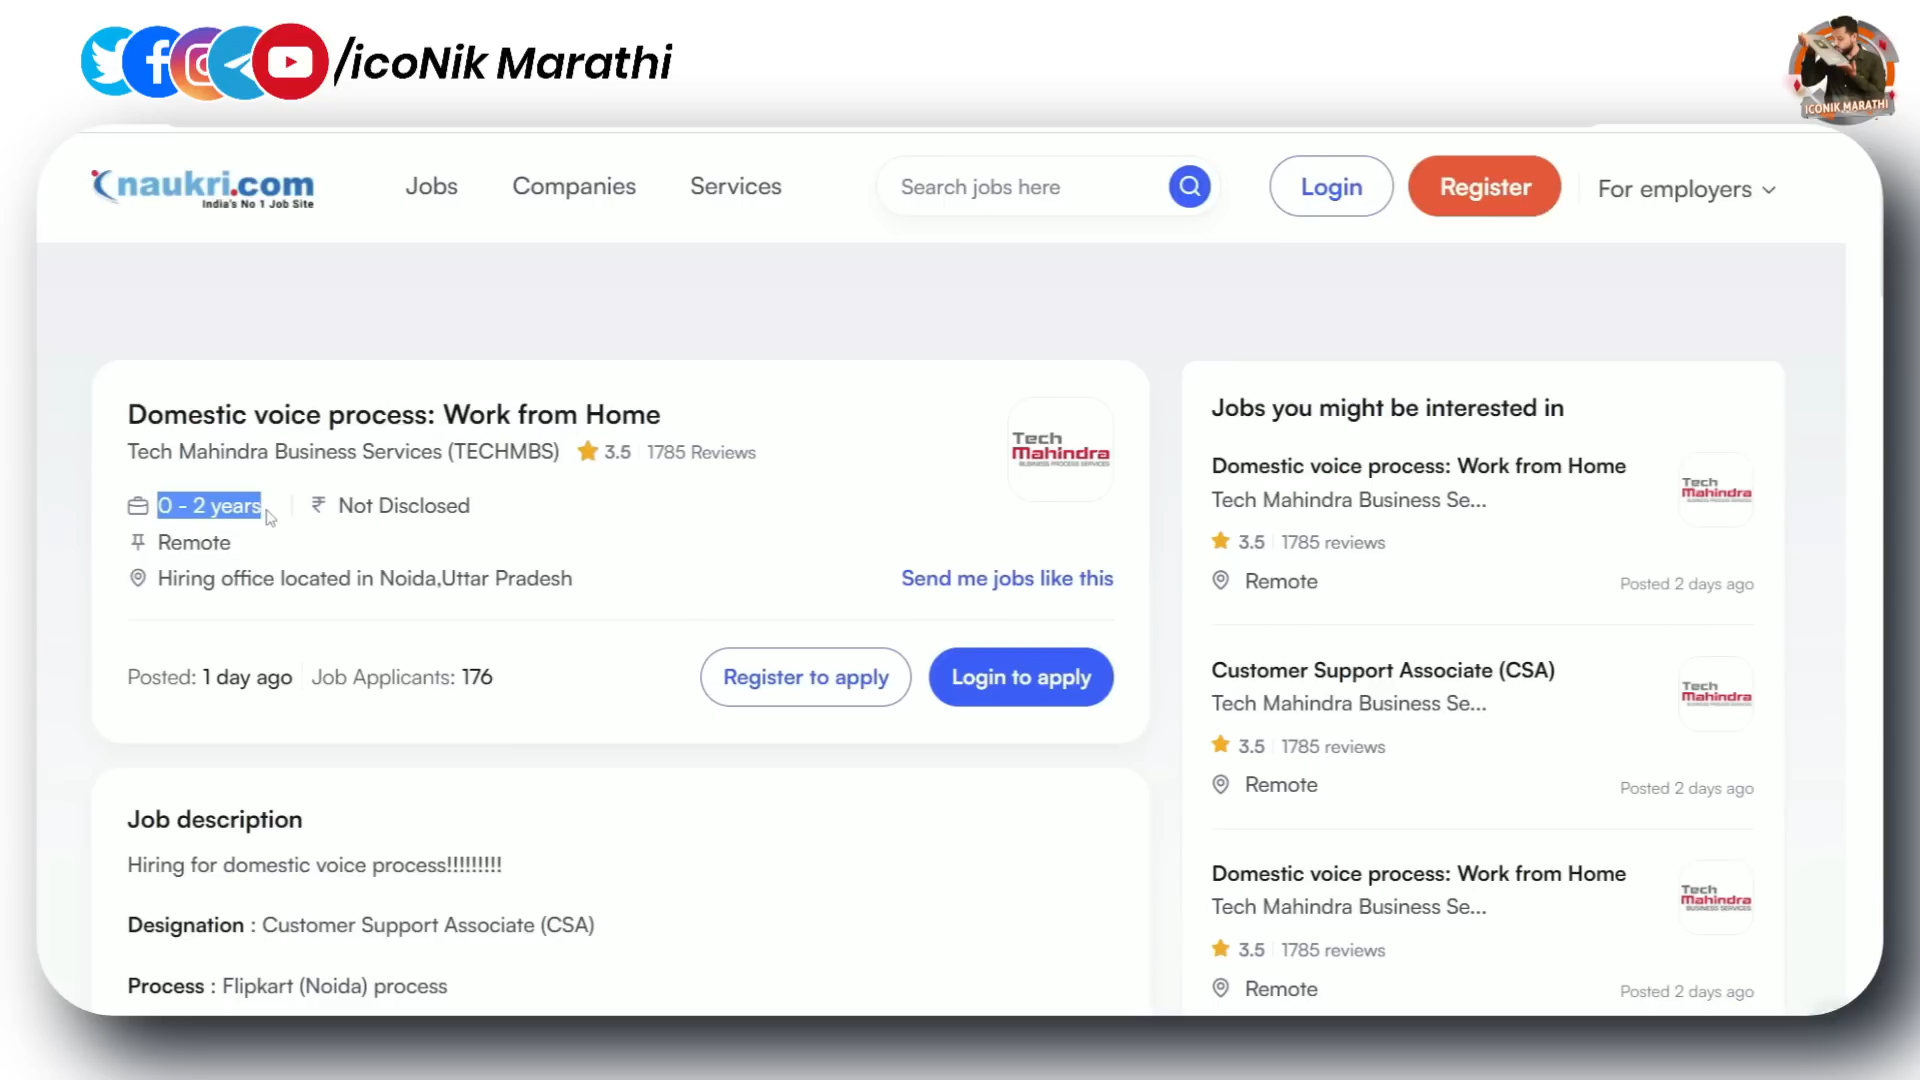 /icoNik Marathi
ICONIK MARATHI
naukri.com
India's No 1 Job Site
Jobs
Companies
Services
Search jobs here
Login
Register
For employers
Domestic voice process: Work from Home
Tech Mahindra Business Services (TECHMBS) 3.5 1785 Reviews
Tech
Mahindra
BUSINESS PROCESS SERVICES
0 - 2 years
₹ Not Disclosed
Remote
Hiring office located in Noida,Uttar Pradesh
Send me jobs like this
Posted: 1 day ago
Job Applicants: 176
Register to apply
Login to apply
Job description
Hiring for domestic voice process!!!!!!!!!
Designation : Customer Support Associate (CSA)
Process : Flipkart (Noida) process
Jobs you might be interested in
Domestic voice process: Work from Home
Tech Mahindra Business Se...
Tech
Mahindra
3.5 1785 reviews
Remote
Posted 2 days ago
Customer Support Associate (CSA)
Tech Mahindra Business Se...
Tech
Mahindra
3.5 1785 reviews
Remote
Posted 2 days ago
Domestic voice process: Work from Home
Tech Mahindra Business Se...
Tech
Mahindra
3.5 1785 reviews
Remote
Posted 2 days ago